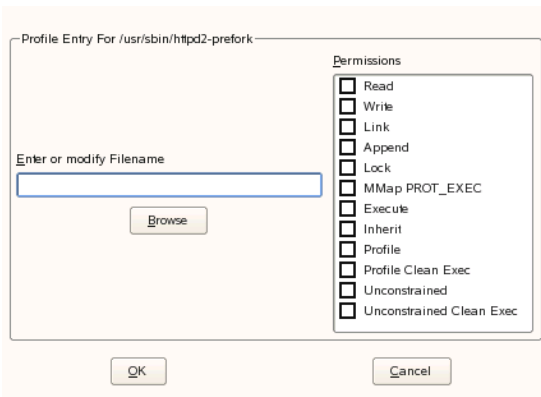 Profile Entry For /usr/sbin/httpd2-prefork
Permissions
Read
Write
Link
Append
Lock
MMap PROT_EXEC
Execute
Inherit
Profile
Profile Clean Exec
Unconstrained
Unconstrained Clean Exec
Enter or modify Filename
Browse
OK
Cancel